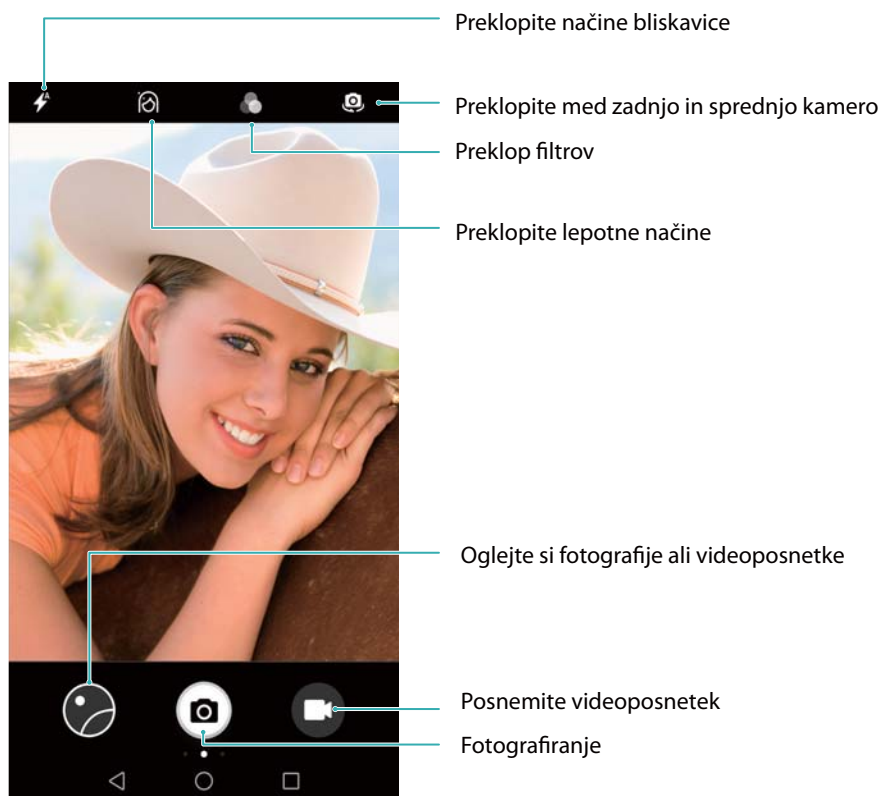 Preklopite načine bliskavice
A
Preklopite med zadnjo in sprednjo kamero
Preklop filtrov
Preklopite lepotne načine
Oglejte si fotografije ali videoposnetke
Posnemite videoposnetek
Fotografiranje